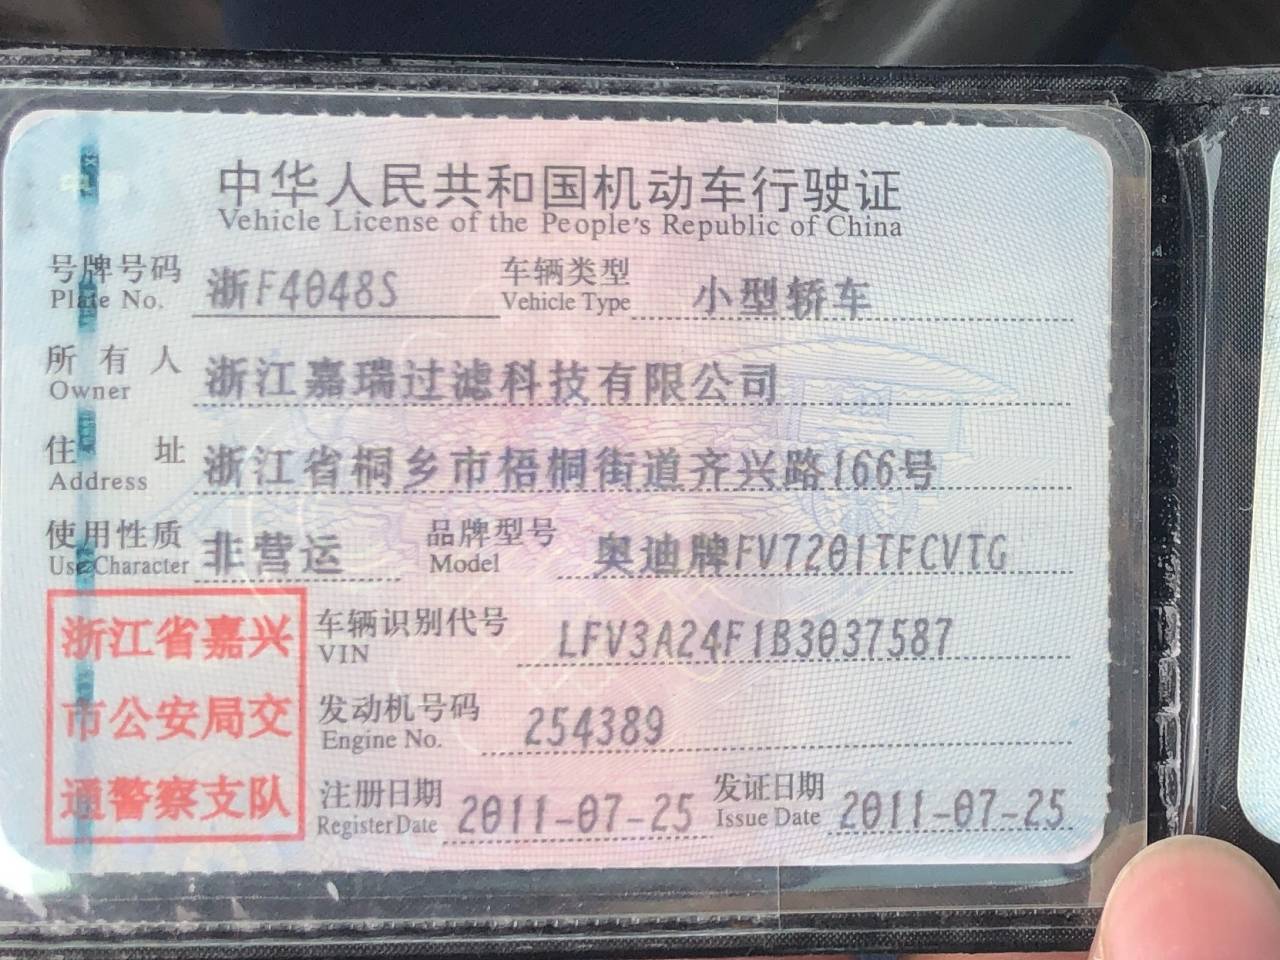 中华人民共和国机动车行驶证
Vehicle License of the People's Republic of China
号牌号码 浙F4048S 车辆类型 小型轿车
Plate No. Vehicle Type
所有人 浙江嘉瑞过滤科技有限公司
Owner
住址 浙江省桐乡市梧桐街道齐兴路166号
Address
使用性质 非营运 品牌型号 奥迪牌FV7201TFCVTG
Use Character Model
浙江省嘉兴
市公安局交
通警察支队
车辆识别代号 LFV3A24F1B3037587
VIN
发动机号码 254389
Engine No.
注册日期 2011-07-25 发证日期 2011-07-25
Register Date Issue Date